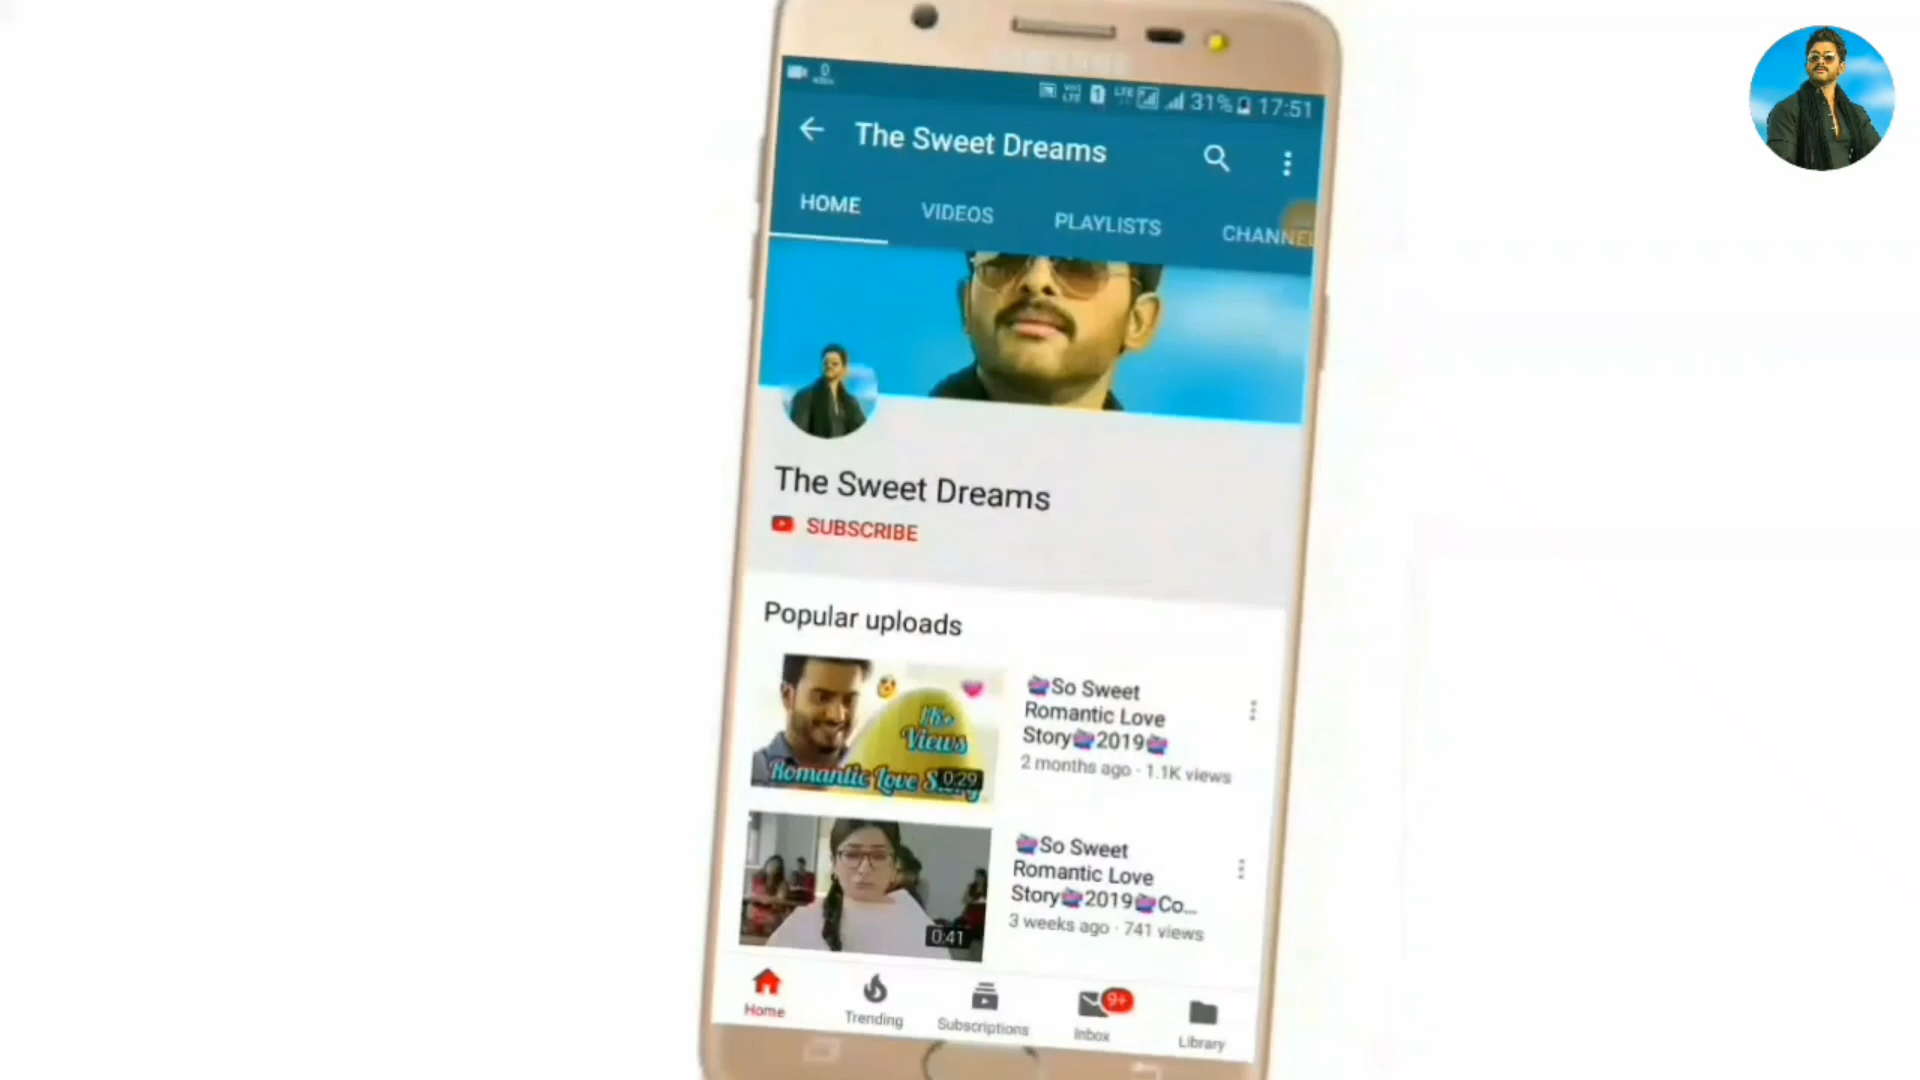 31% 17:51
The Sweet Dreams
HOME VIDEOS PLAYLISTS CHANNEL
The Sweet Dreams
SUBSCRIBE
Popular uploads
1k+
Views
Romantic Love
0:29
So Sweet
Romantic Love
Story 2019
2 months ago · 1.1K views
0:41
So Sweet
Romantic Love
Story 2019 Co...
3 weeks ago · 741 views
Home
Trending
Subscriptions
9+
Inbox
Library